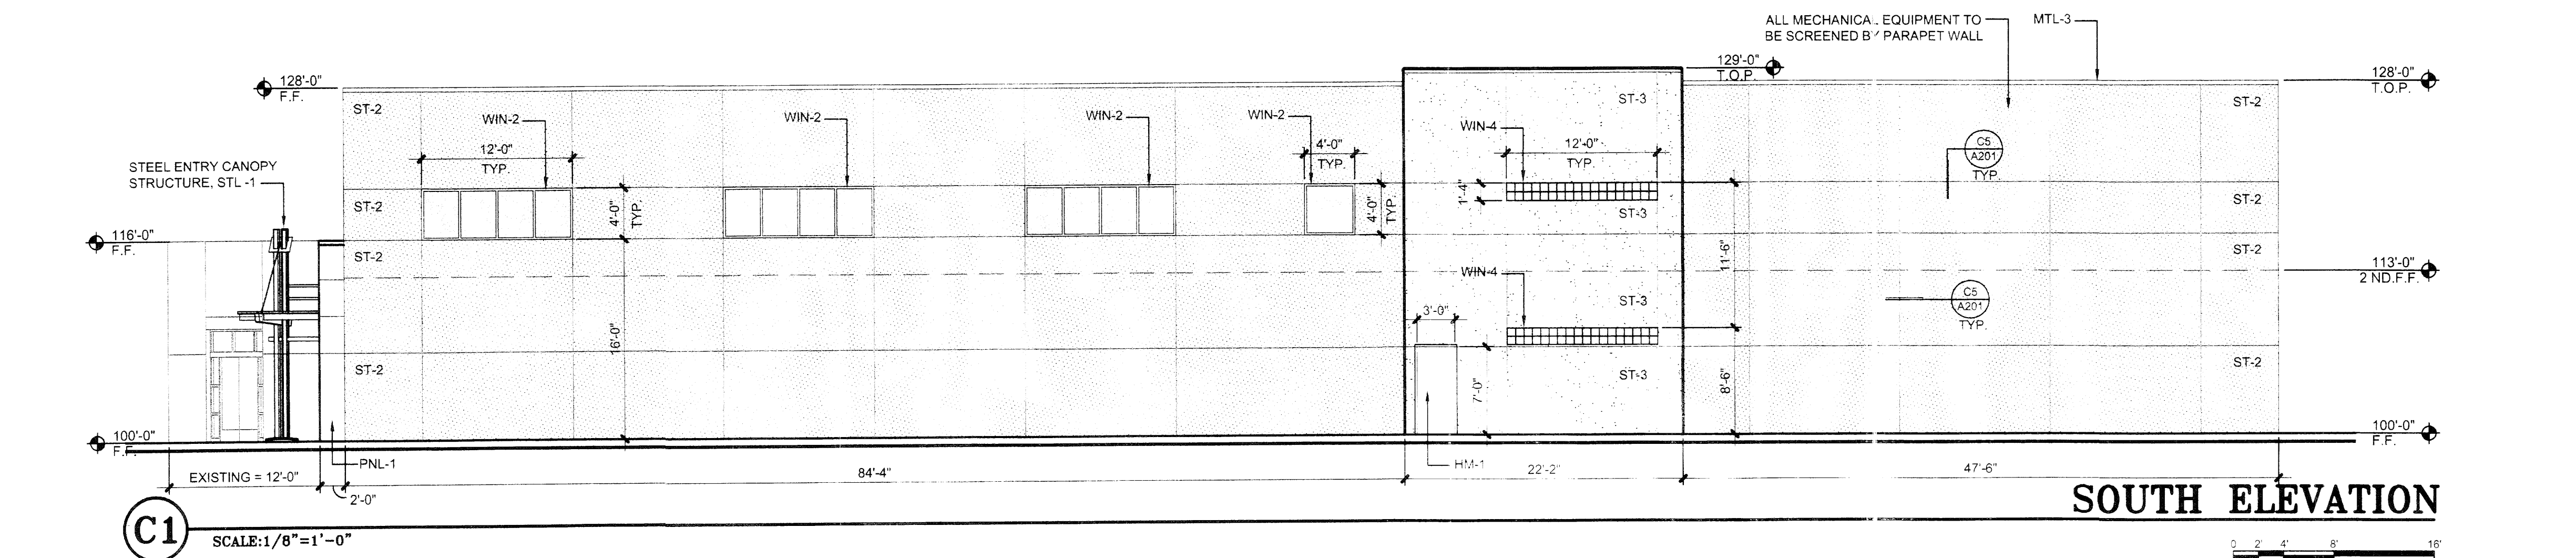 ALL MECHANICAL EQUIPMENT TO
BE SCREENED BY PARAPET WALL
MTL-3
129'-0"
T.O.P.
128'-0"
F.F.
128'-0"
T.O.P.
ST-2
WIN-2
WIN-2
WIN-2
WIN-2
ST-3
ST-2
12'-0"
TYP.
4'-0"
TYP.
WIN-4
12'-0"
TYP.
C5
A201
TYP.
STEEL ENTRY CANOPY
STRUCTURE, STL -1
ST-2
4'-0"
TYP.
4'-0"
TYP.
1'-4"
ST-3
ST-2
116'-0"
F.F.
ST-2
11'-6"
ST-2
WIN-4
113'-0"
2 ND.F.F.
ST-3
C5
A201
TYP.
3'-0"
16'-0"
ST-2
7'-0"
ST-3
8'-6"
ST-2
100'-0"
F.F.
100'-0"
F.F.
EXISTING = 12'-0"
PNL-1
2'-0"
84'-4"
HM-1
22'-2"
47'-6"
SOUTH ELEVATION
C1
SCALE:1/8"=1'-0"
0 2' 4' 8' 16'